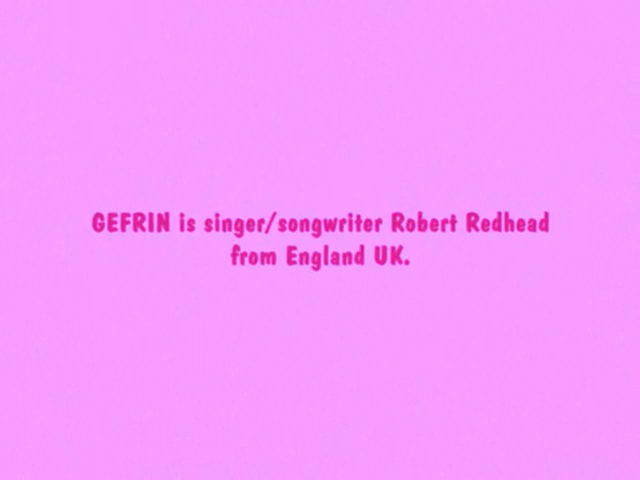 GEFRIN is singer/songwriter Robert Redhead
from England UK.